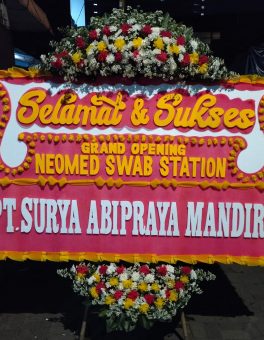 Selamat & Sukses
GRAND OPENING
NEOMED SWAB STATION
PT. SURYA ABIPRAYA MANDIRI